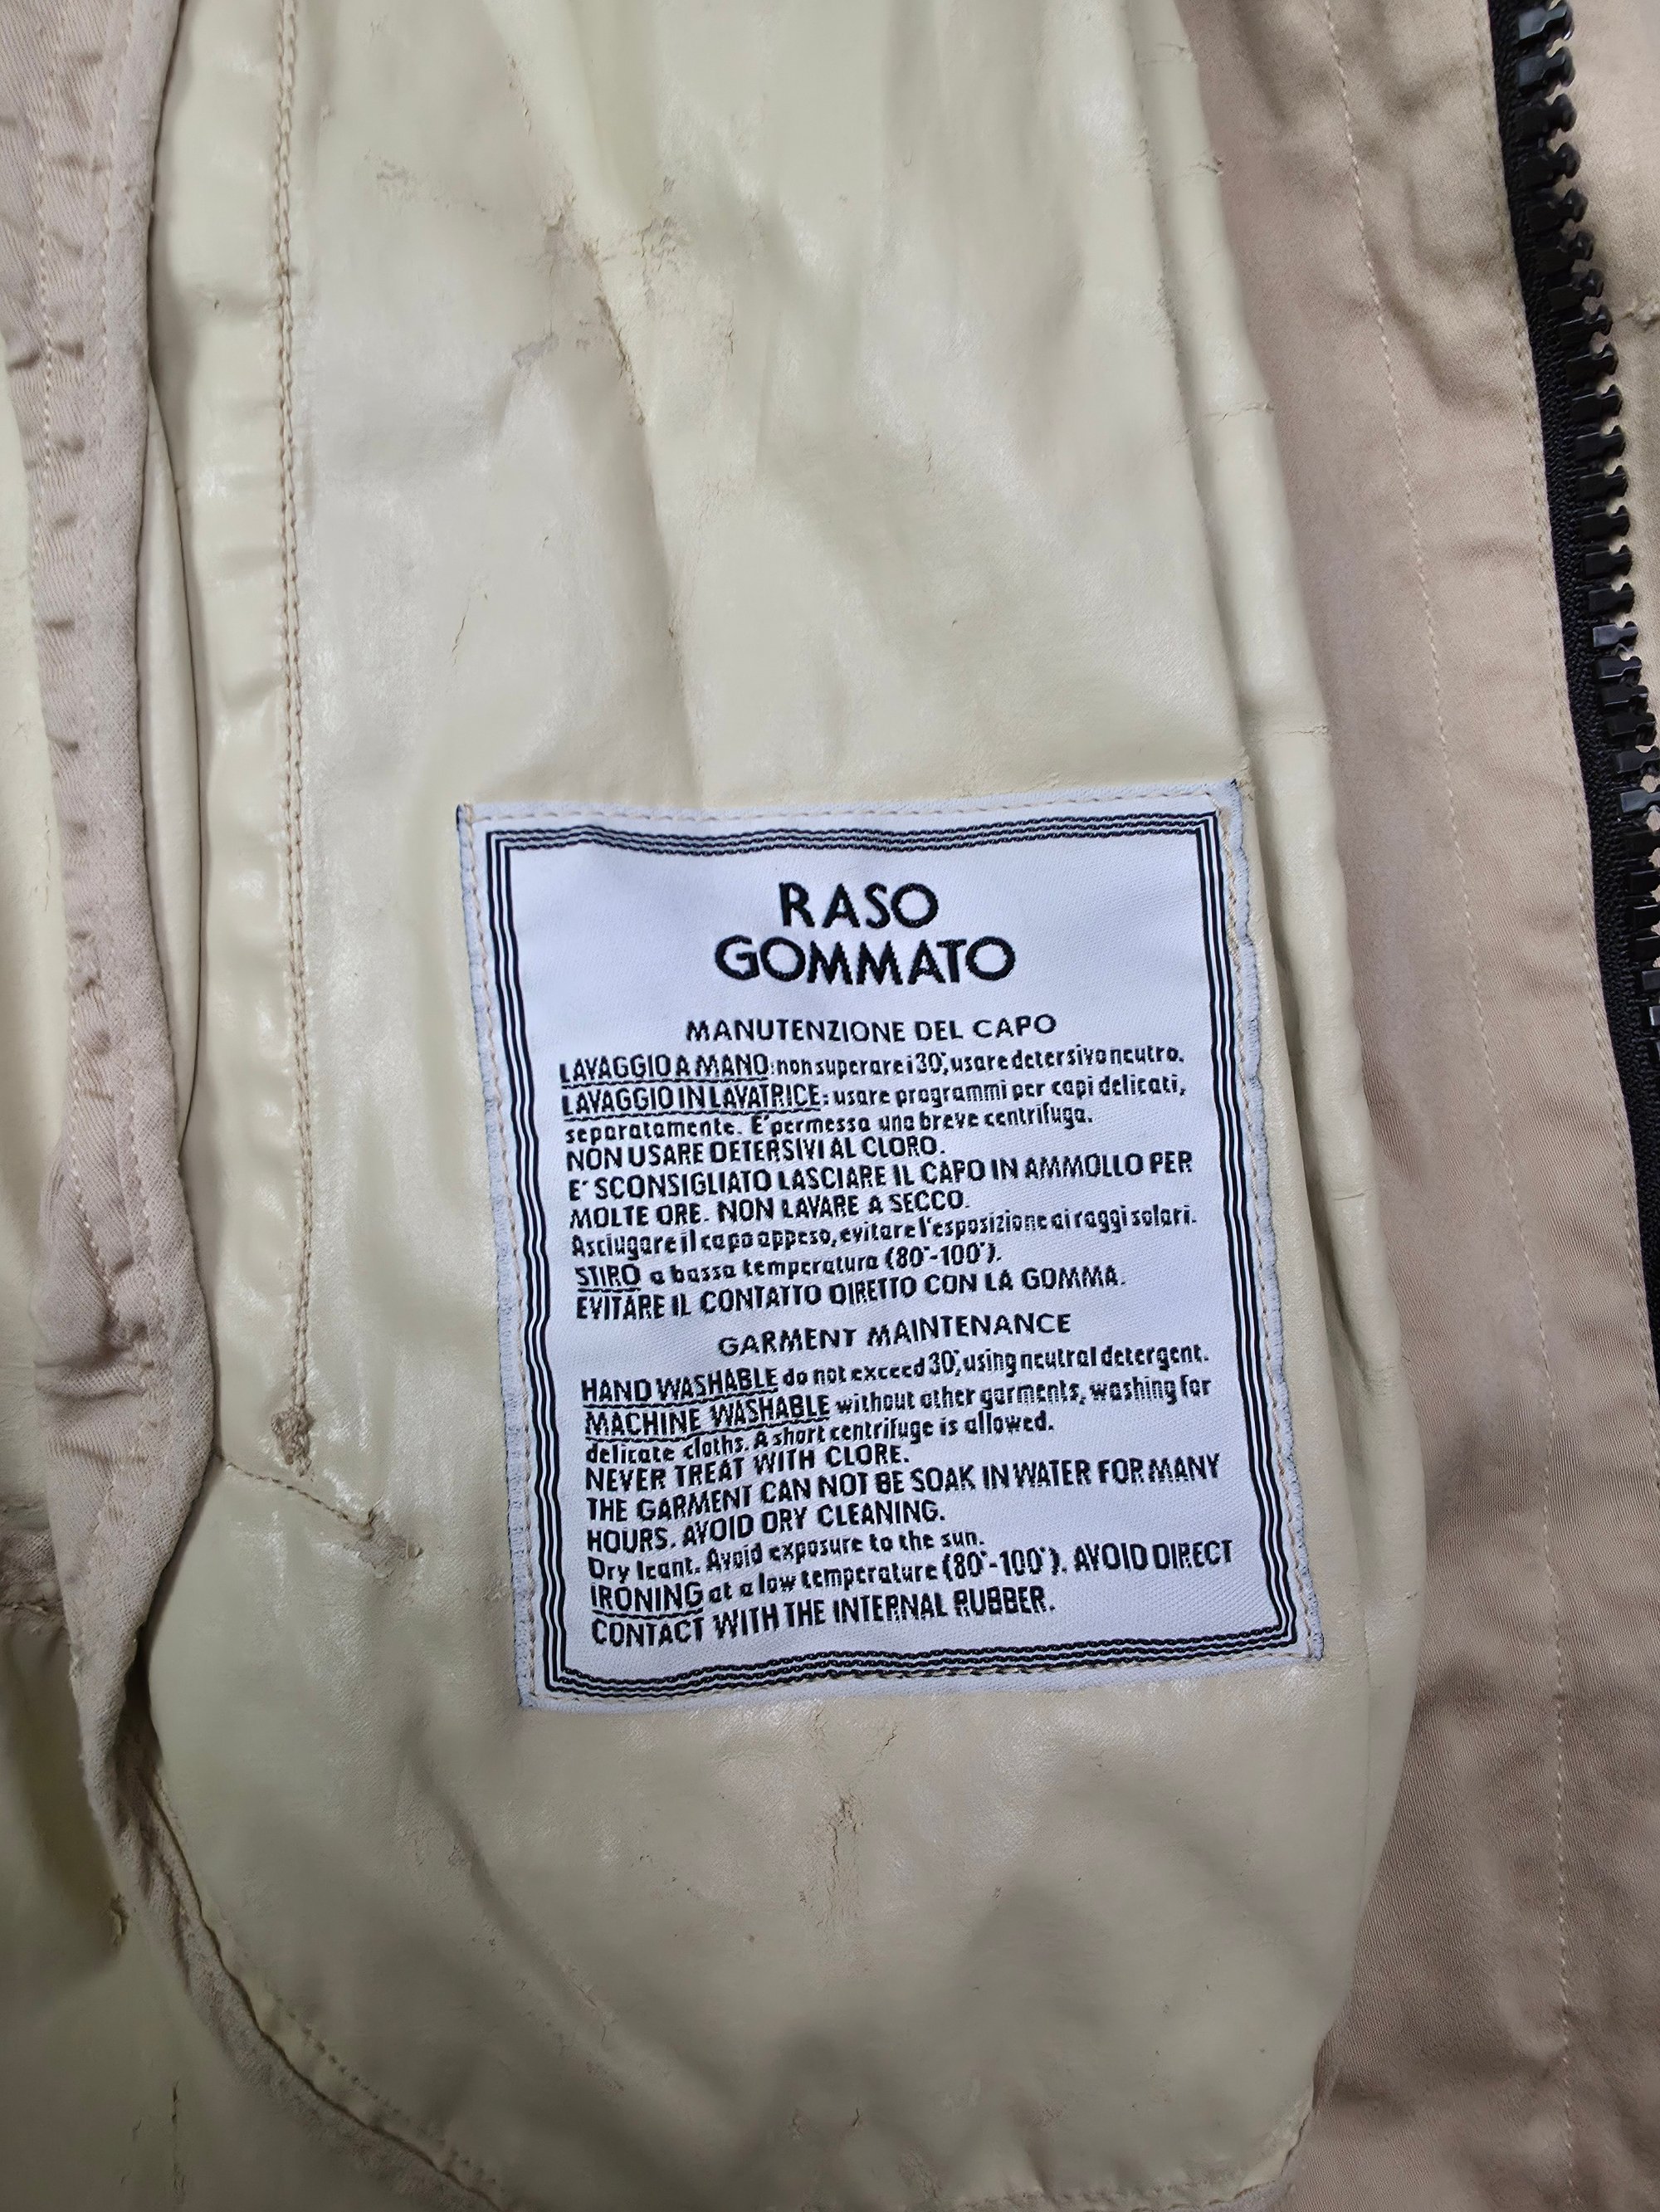 RASO
GOMMATO
MANUTENZIONE DEL CAPO
LAVAGGIO A MANO: non superare i 30°, usare detersivo neutro.
LAVAGGIO IN LAVATRICE: usare programmi per capi delicati,
separatamente. E' permessa una breve centrifuga.
NON USARE DETERSIVI AL CLORO.
E' SCONSIGLIATO LASCIARE IL CAPO IN AMMOLLO PER
MOLTE ORE. NON LAVARE A SECCO.
Asciugare il capo appeso, evitare l'esposizione ai raggi solari.
STIRO a bassa temperatura (80°-100°).
EVITARE IL CONTATTO DIRETTO CON LA GOMMA.
GARMENT MAINTENANCE
HAND WASHABLE do not exceed 30°, using neutral detergent.
MACHINE WASHABLE without other garments, washing for
delicate cloths. A short centrifuge is allowed.
NEVER TREAT WITH CLORE.
THE GARMENT CAN NOT BE SOAK IN WATER FOR MANY
HOURS. AVOID DRY CLEANING.
Dry leant. Avoid exposure to the sun.
IRONING at a low temperature (80°-100°). AVOID DIRECT
CONTACT WITH THE INTERNAL RUBBER.